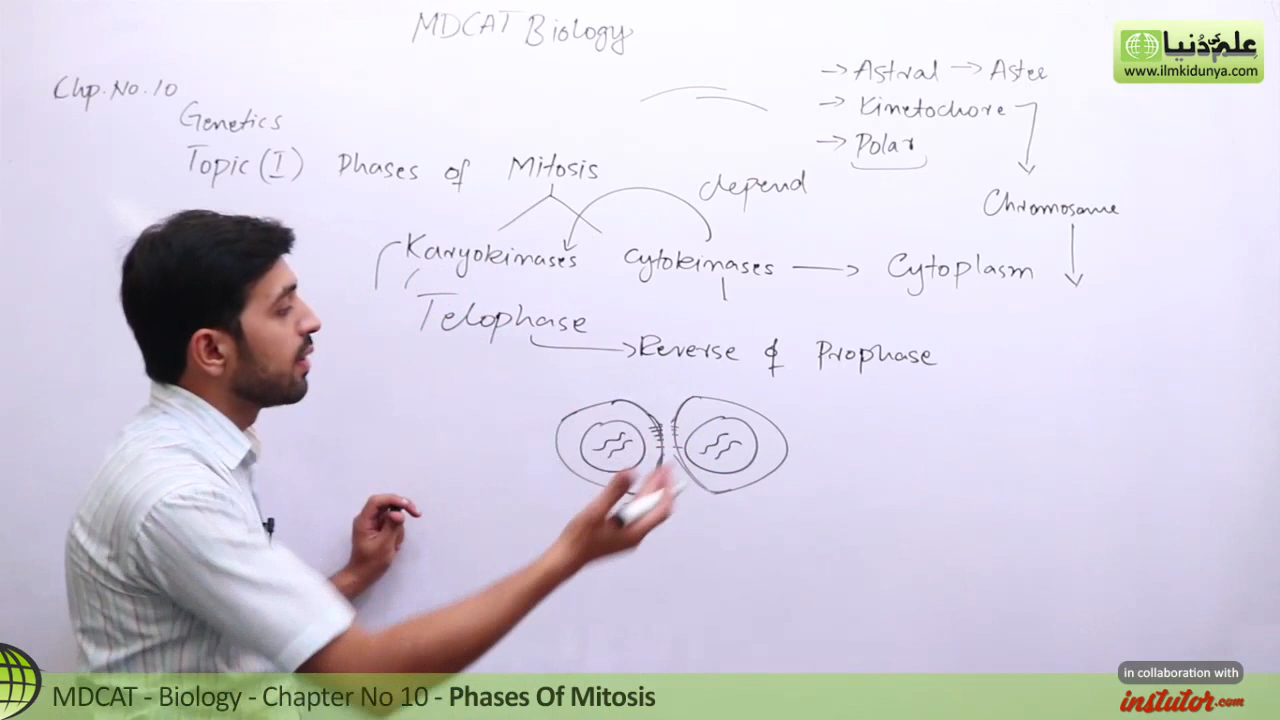 MDCAT Biology
علم کی دُنیا
www.ilmkidunya.com
Chp. No. 10
Genetics
Topic (I) Phases of Mitosis
→ Astral → Aster
→ Kinetochore
→ Polar
depend
Chromosome
Karyokinases Cytokinases → Cytoplasm
Telophase
→ Reverse of Prophase
in collaboration with
instutor.com
MDCAT - Biology - Chapter No 10 - Phases Of Mitosis